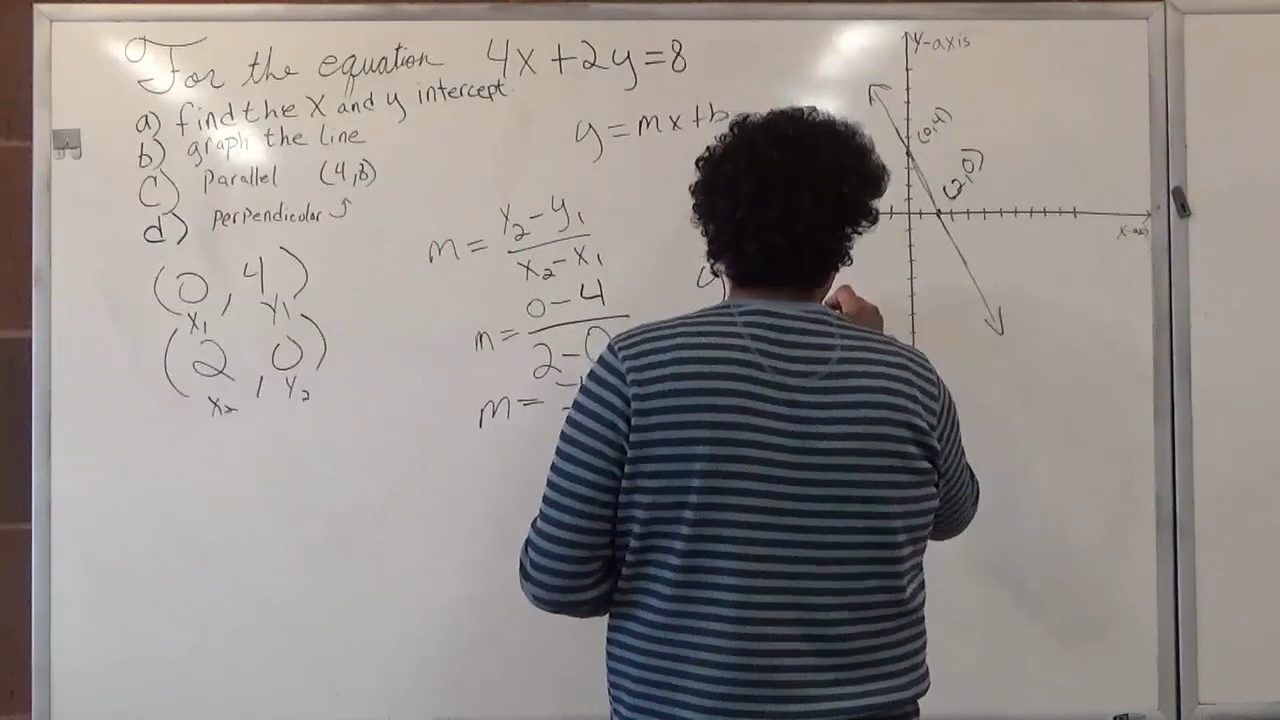 For the equation 4x+2y=8
a) find the x and y intercept.
b) graph the line
c) parallel (4,8)
d) perpendicular
y=mx+b
(0, 4)
x₁ y₁
(2, 0)
x₂ y₂
m= y₂-y₁
x₂-x₁
m= 0-4
2-0
m=
y
y-axis
(0,4)
(2,0)
x-axis